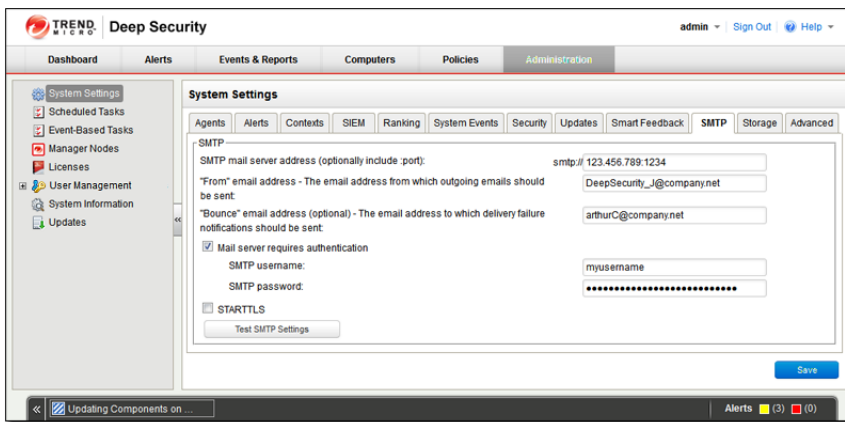 TREND MICRO Deep Security
admin Sign Out Help
Dashboard Alerts Events & Reports Computers Policies Administration
System Settings
Scheduled Tasks
Event-Based Tasks
Manager Nodes
Licenses
User Management
System Information
Updates
System Settings
Agents Alerts Contexts SIEM Ranking System Events Security Updates Smart Feedback SMTP Storage Advanced
SMTP
SMTP mail server address (optionally include :port): smtp:// 123.456.789:1234
"From" email address - The email address from which outgoing emails should
be sent: DeepSecurity_J@company.net
"Bounce" email address (optional) - The email address to which delivery failure
notifications should be sent: arthurC@company.net
Mail server requires authentication
SMTP username: myusername
SMTP password: •••••••••••••••••••••••••••
STARTTLS
Test SMTP Settings
Save
« Updating Components on ... Alerts (3) (0)